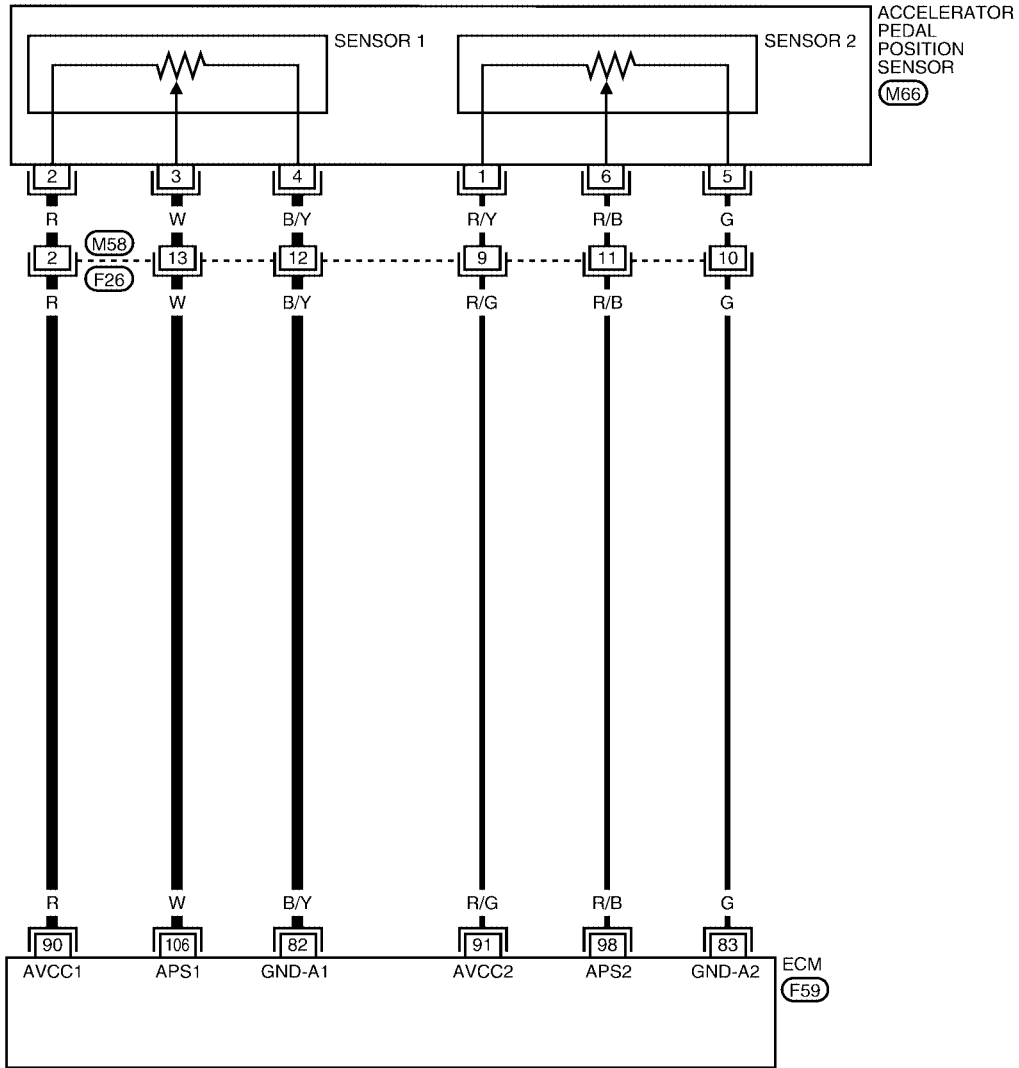 SENSOR 1
SENSOR 2
ACCELERATOR
PEDAL
POSITION
SENSOR
M66
2 3 4 1 6 5
R W B/Y R/Y R/B G
M58
2 13 12 9 11 10
F26
R W B/Y R/G R/B G
R W B/Y R/G R/B G
90 106 82 91 98 83
AVCC1 APS1 GND-A1 AVCC2 APS2 GND-A2
ECM
F59